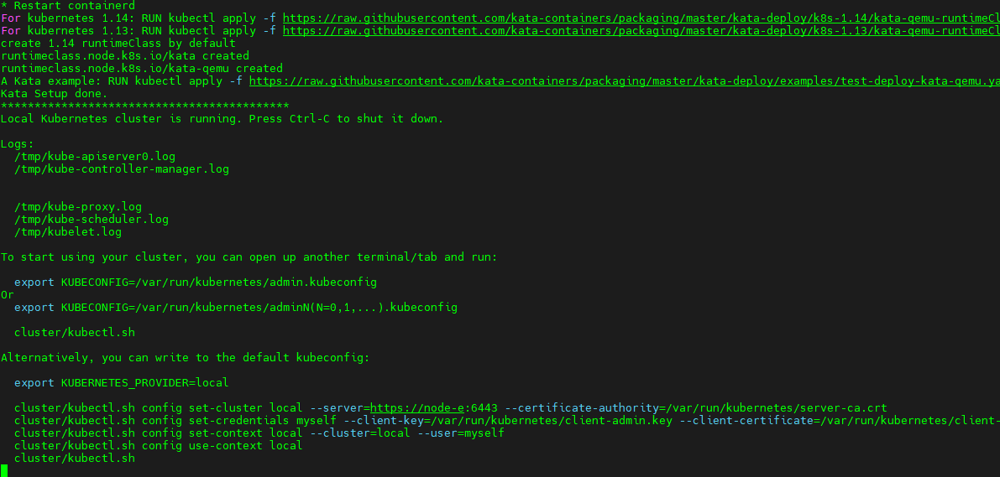 * Restart containerd
For kubernetes 1.14: RUN kubectl apply -f https://raw.githubusercontent.com/kata-containers/packaging/master/kata-deploy/k8s-1.14/kata-qemu-runtimeCl
For kubernetes 1.13: RUN kubectl apply -f https://raw.githubusercontent.com/kata-containers/packaging/master/kata-deploy/k8s-1.13/kata-qemu-runtimeCl
create 1.14 runtimeClass by default
runtimeclass.node.k8s.io/kata created
runtimeclass.node.k8s.io/kata-qemu created
A Kata example: RUN kubectl apply -f https://raw.githubusercontent.com/kata-containers/packaging/master/kata-deploy/examples/test-deploy-kata-qemu.ya
Kata Setup done.
*******************************************
Local Kubernetes cluster is running. Press Ctrl-C to shut it down.
Logs:
/tmp/kube-apiserver0.log
/tmp/kube-controller-manager.log
/tmp/kube-proxy.log
/tmp/kube-scheduler.log
/tmp/kubelet.log
To start using your cluster, you can open up another terminal/tab and run:
export KUBECONFIG=/var/run/kubernetes/admin.kubeconfig
Or
export KUBECONFIG=/var/run/kubernetes/adminN(N=0,1,...).kubeconfig
cluster/kubectl.sh
Alternatively, you can write to the default kubeconfig:
export KUBERNETES_PROVIDER=local
cluster/kubectl.sh config set-cluster local --server=https://node-e:6443 --certificate-authority=/var/run/kubernetes/server-ca.crt
cluster/kubectl.sh config set-credentials myself --client-key=/var/run/kubernetes/client-admin.key --client-certificate=/var/run/kubernetes/client-
cluster/kubectl.sh config set-context local --cluster=local --user=myself
cluster/kubectl.sh config use-context local
cluster/kubectl.sh